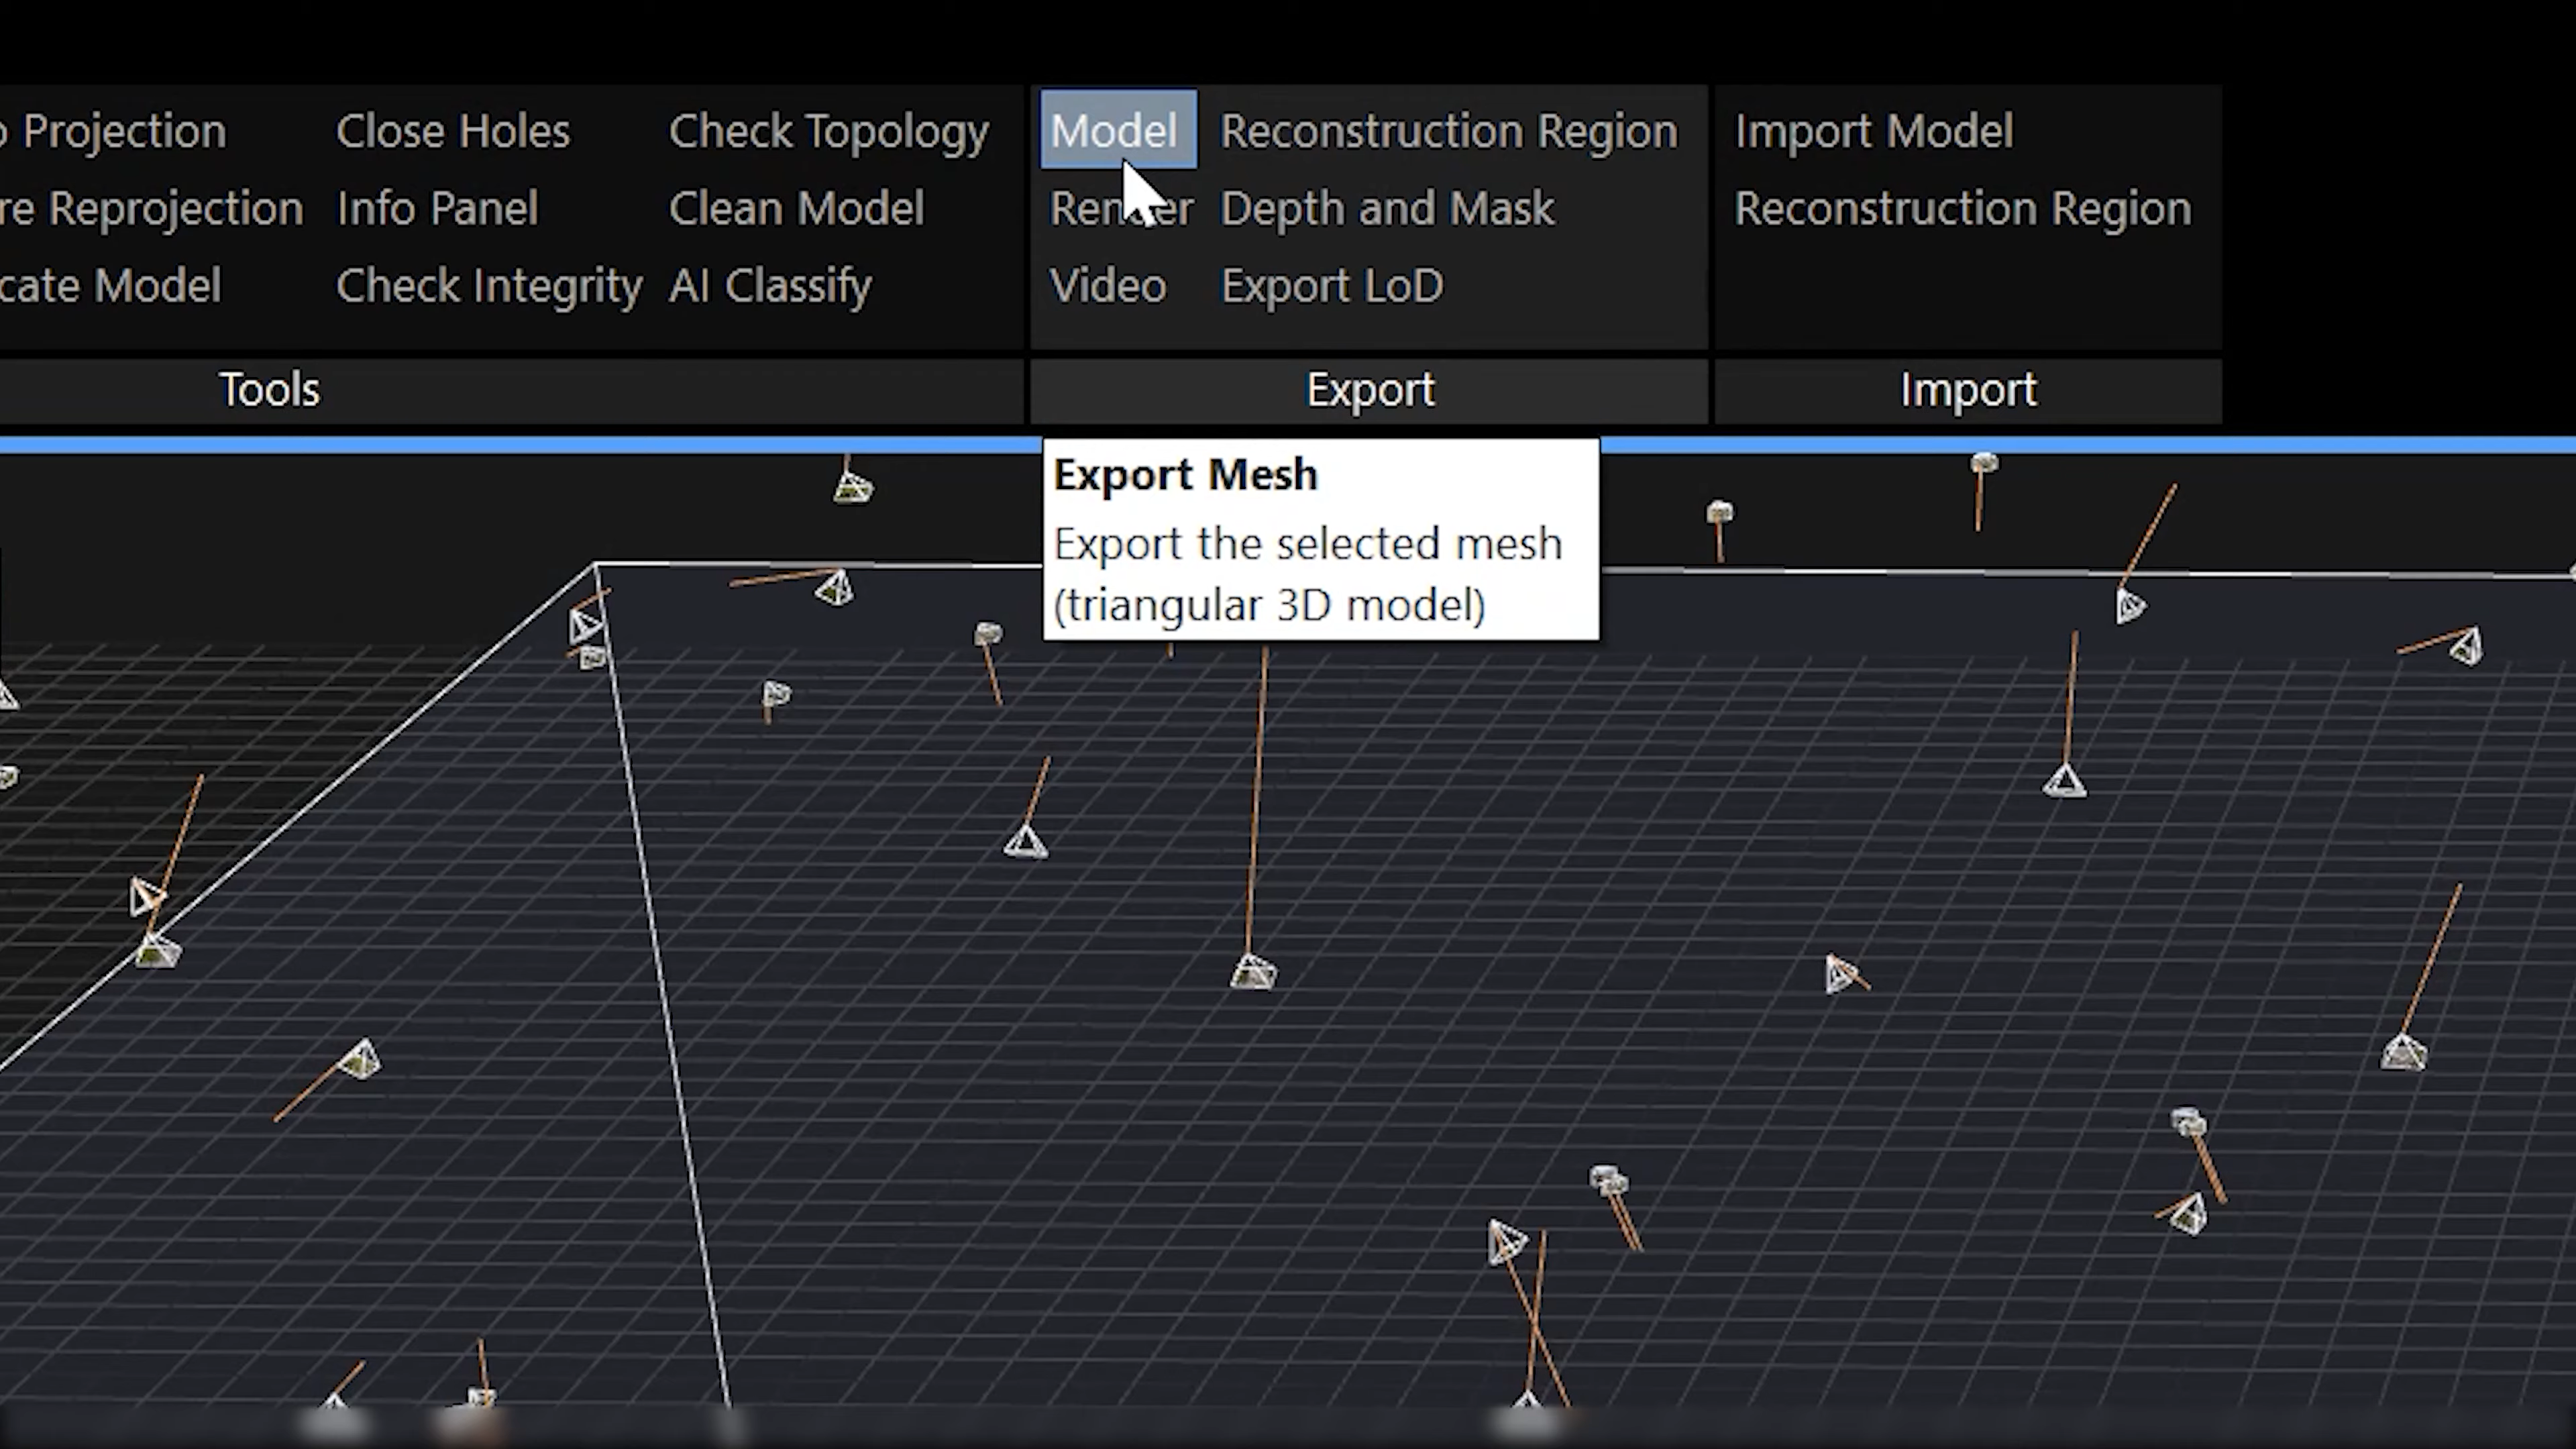 Projection Close Holes Check Topology Model Reconstruction Region Import Model
Reprojection Info Panel Clean Model Render Depth and Mask Reconstruction Region
Model Check Integrity AI Classify Video Export LoD
Tools Export Import
Export Mesh
Export the selected mesh
(triangular 3D model)